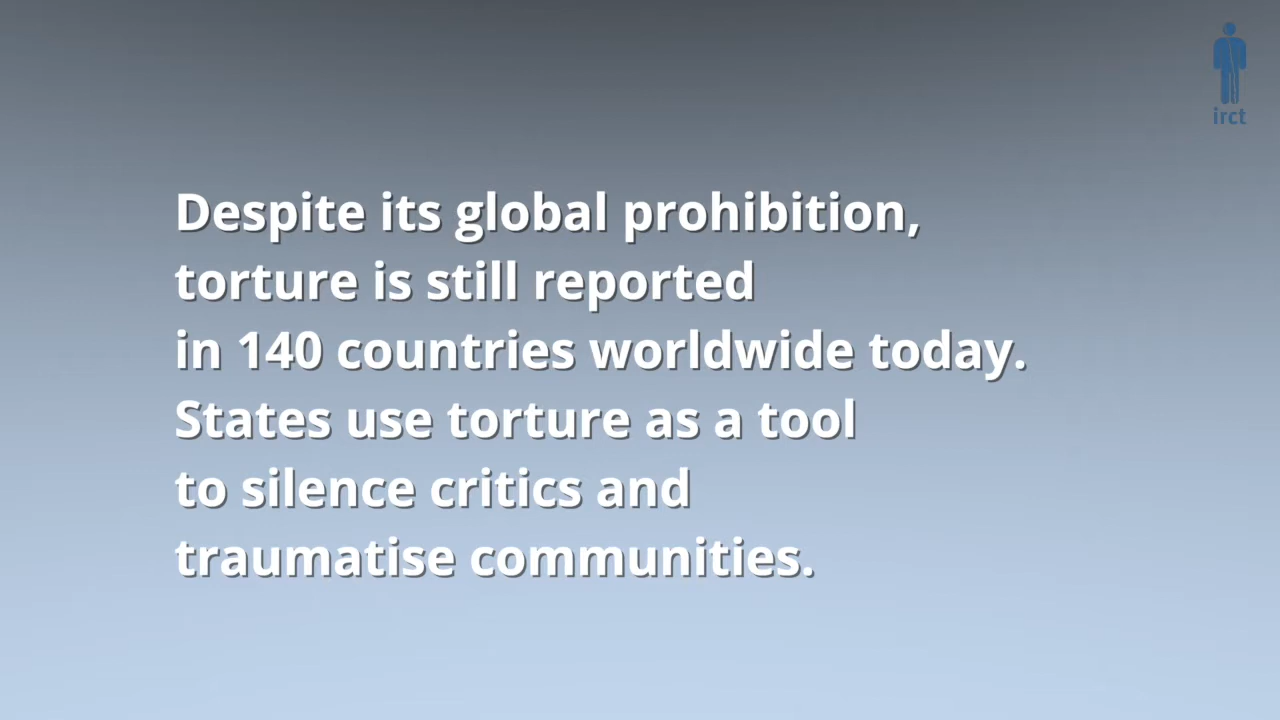 irct
Despite its global prohibition,
torture is still reported
in 140 countries worldwide today.
States use torture as a tool
to silence critics and
traumatise communities.